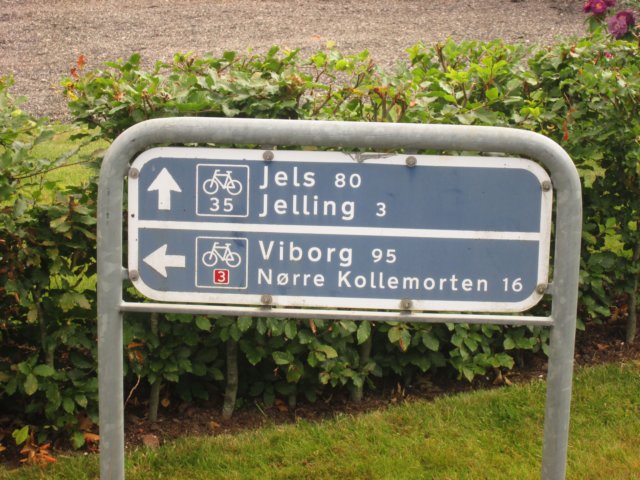 Jels 80
35 Jelling 3
Viborg 95
3 Nørre Kollemorten 16